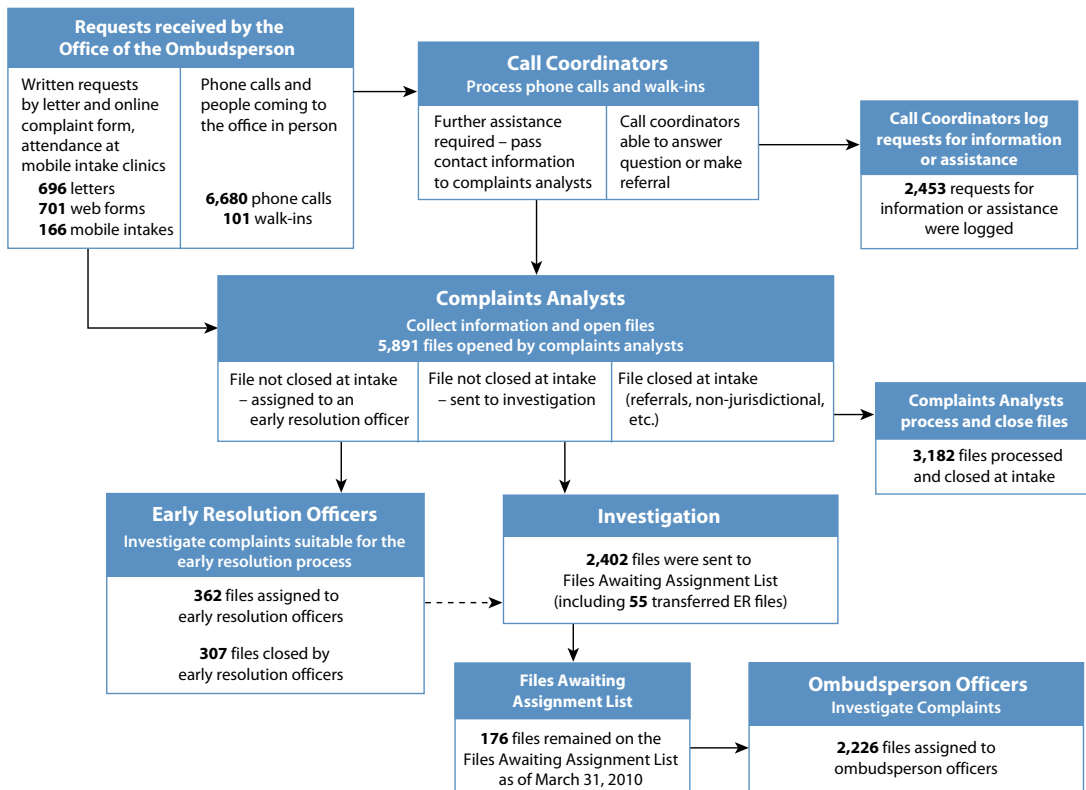 Requests received by the
Office of the Ombudsperson
Written requests
by letter and online
complaint form,
attendance at
mobile intake clinics
696 letters
701 web forms
166 mobile intakes
Phone calls and
people coming to
the office in person
6,680 phone calls
101 walk-ins
Call Coordinators
Process phone calls and walk-ins
Further assistance
required – pass
contact information
to complaints analysts
Call coordinators
able to answer
question or make
referral
Call Coordinators log
requests for information
or assistance
2,453 requests for
information or assistance
were logged
Complaints Analysts
Collect information and open files
5,891 files opened by complaints analysts
File not closed at intake
– assigned to an
early resolution officer
File not closed at intake
– sent to investigation
File closed at intake
(referrals, non-jurisdictional,
etc.)
Complaints Analysts
process and close files
3,182 files processed
and closed at intake
Early Resolution Officers
Investigate complaints suitable for the
early resolution process
362 files assigned to
early resolution officers
307 files closed by
early resolution officers
Investigation
2,402 files were sent to
Files Awaiting Assignment List
(including 55 transferred ER files)
Files Awaiting
Assignment List
176 files remained on the
Files Awaiting Assignment List
as of March 31, 2010
Ombudsperson Officers
Investigate Complaints
2,226 files assigned to
ombudsperson officers